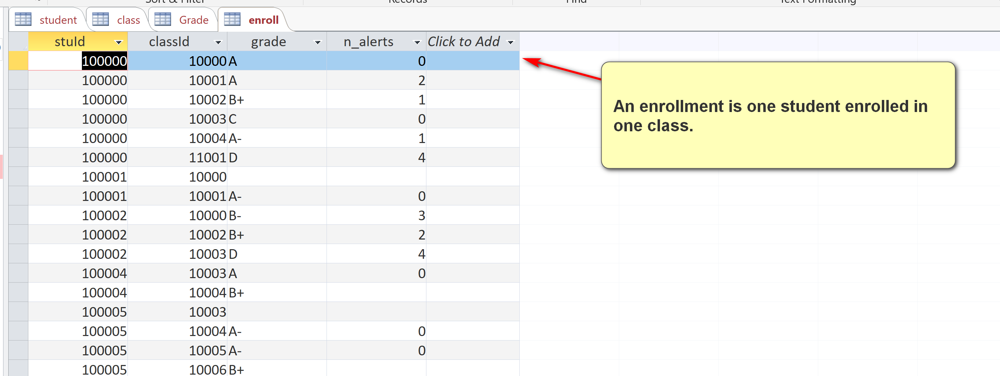 Sort & Filter Records Find Text Formatting
student class Grade enroll
stuId classId grade n_alerts Click to Add
100000 10000 A 0
100000 10001 A 2
100000 10002 B+ 1
100000 10003 C 0
100000 10004 A- 1
100000 11001 D 4
100001 10000
100001 10001 A- 0
100002 10000 B- 3
100002 10002 B+ 2
100002 10003 D 4
100004 10003 A 0
100004 10004 B+
100005 10003
100005 10004 A- 0
100005 10005 A- 0
100005 10006 B+
An enrollment is one student enrolled in
one class.